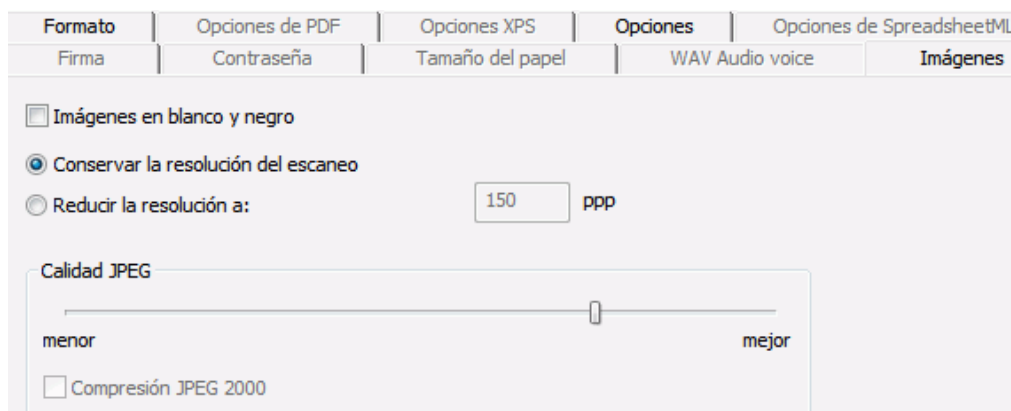 Formato Opciones de PDF Opciones XPS Opciones Opciones de SpreadsheetML
Firma Contraseña Tamaño del papel WAV Audio voice Imágenes
Imágenes en blanco y negro
Conservar la resolución del escaneo
Reducir la resolución a: 150 ppp
Calidad JPEG
menor mejor
Compresión JPEG 2000